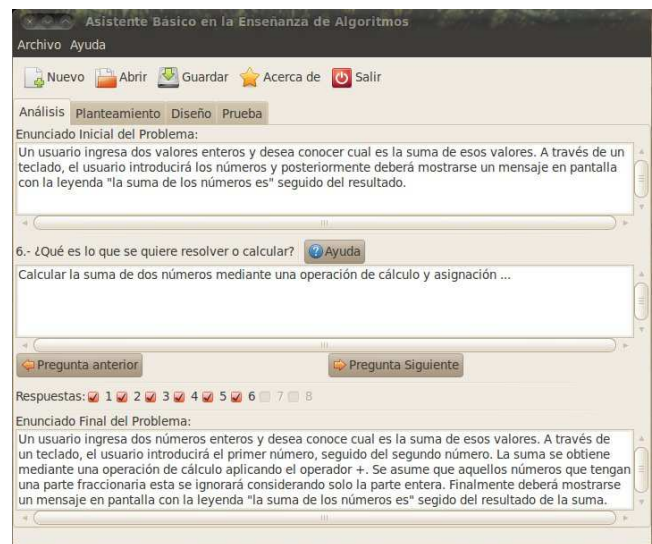 Asistente Básico en la Enseñanza de Algoritmos
Archivo Ayuda
Nuevo Abrir Guardar Acerca de Salir
Análisis Planteamiento Diseño Prueba
Enunciado Inicial del Problema:
Un usuario ingresa dos valores enteros y desea conocer cual es la suma de esos valores. A través de un
teclado, el usuario introducirá los números y posteriormente deberá mostrarse un mensaje en pantalla
con la leyenda "la suma de los números es" seguido del resultado.
6.- ¿Qué es lo que se quiere resolver o calcular? Ayuda
Calcular la suma de dos números mediante una operación de cálculo y asignación ...
Pregunta anterior Pregunta Siguiente
Respuestas: 1 2 3 4 5 6 7 8
Enunciado Final del Problema:
Un usuario ingresa dos números enteros y desea conoce cual es la suma de esos valores. A través de
un teclado, el usuario introducirá el primer número, seguido del segundo número. La suma se obtiene
mediante una operación de cálculo aplicando el operador +. Se asume que aquellos números que tengan
una parte fraccionaria esta se ignorará considerando solo la parte entera. Finalmente deberá mostrarse
un mensaje en pantalla con la leyenda "la suma de los números es" segido del resultado de la suma.